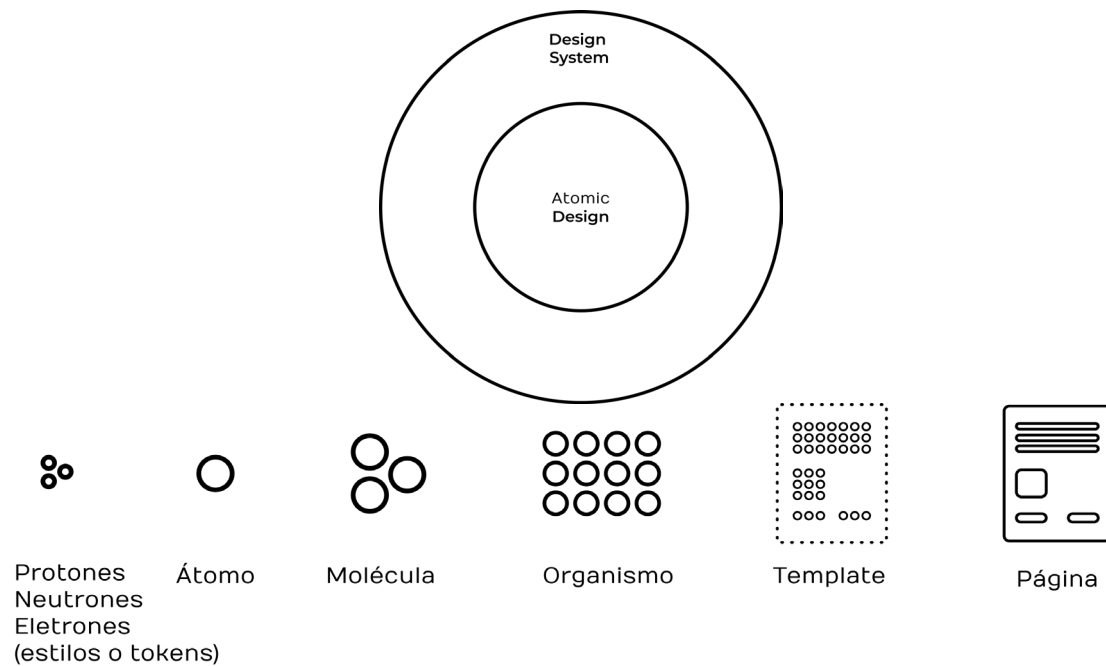 Design
System
Atomic
Design
Protones
Neutrones
Eletrones
(estilos o tokens)
Átomo
Molécula
Organismo
Template
Página